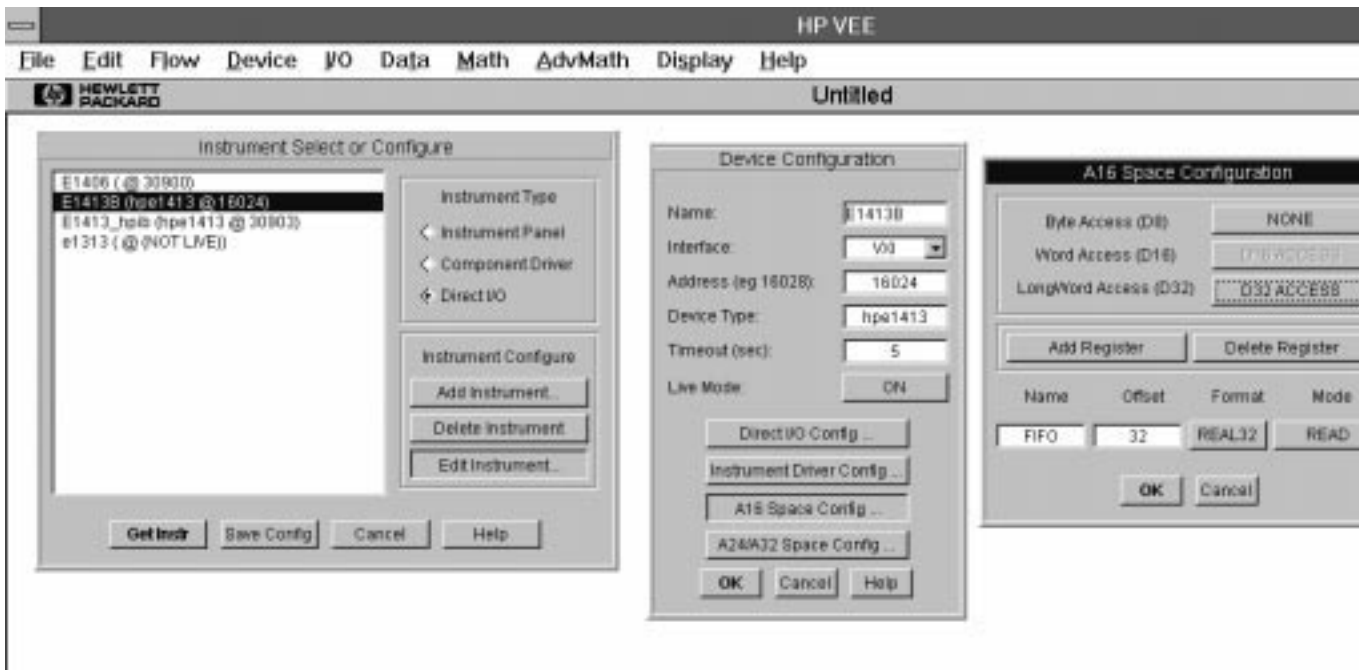 HP VEE
File Edit Flow Device I/O Data Math AdvMath Display Help
HEWLETT
PACKARD
Untitled
Instrument Select or Configure
E1406 ( @ 30900)
E1413B (hpe1413 @ 16024)
E1413_hpib (hpe1413 @ 30903)
e1313 ( @ (NOT LIVE))
Instrument Type
Instrument Panel
Component Driver
Direct I/O
Instrument Configure
Add Instrument...
Delete Instrument
Edit Instrument...
Get Instr Save Config Cancel Help
Device Configuration
Name: E1413B
Interface: VXI
Address (eg 16028): 16024
Device Type: hpe1413
Timeout (sec): 5
Live Mode: ON
Direct I/O Config ...
Instrument Driver Config ...
A16 Space Config ...
A24/A32 Space Config ...
OK Cancel Help
A16 Space Configuration
Byte Access (D8) NONE
Word Access (D16) D16 ACCESS
LongWord Access (D32) D32 ACCESS
Add Register Delete Register
Name Offset Format Mode
FIFO 32 REAL32 READ
OK Cancel